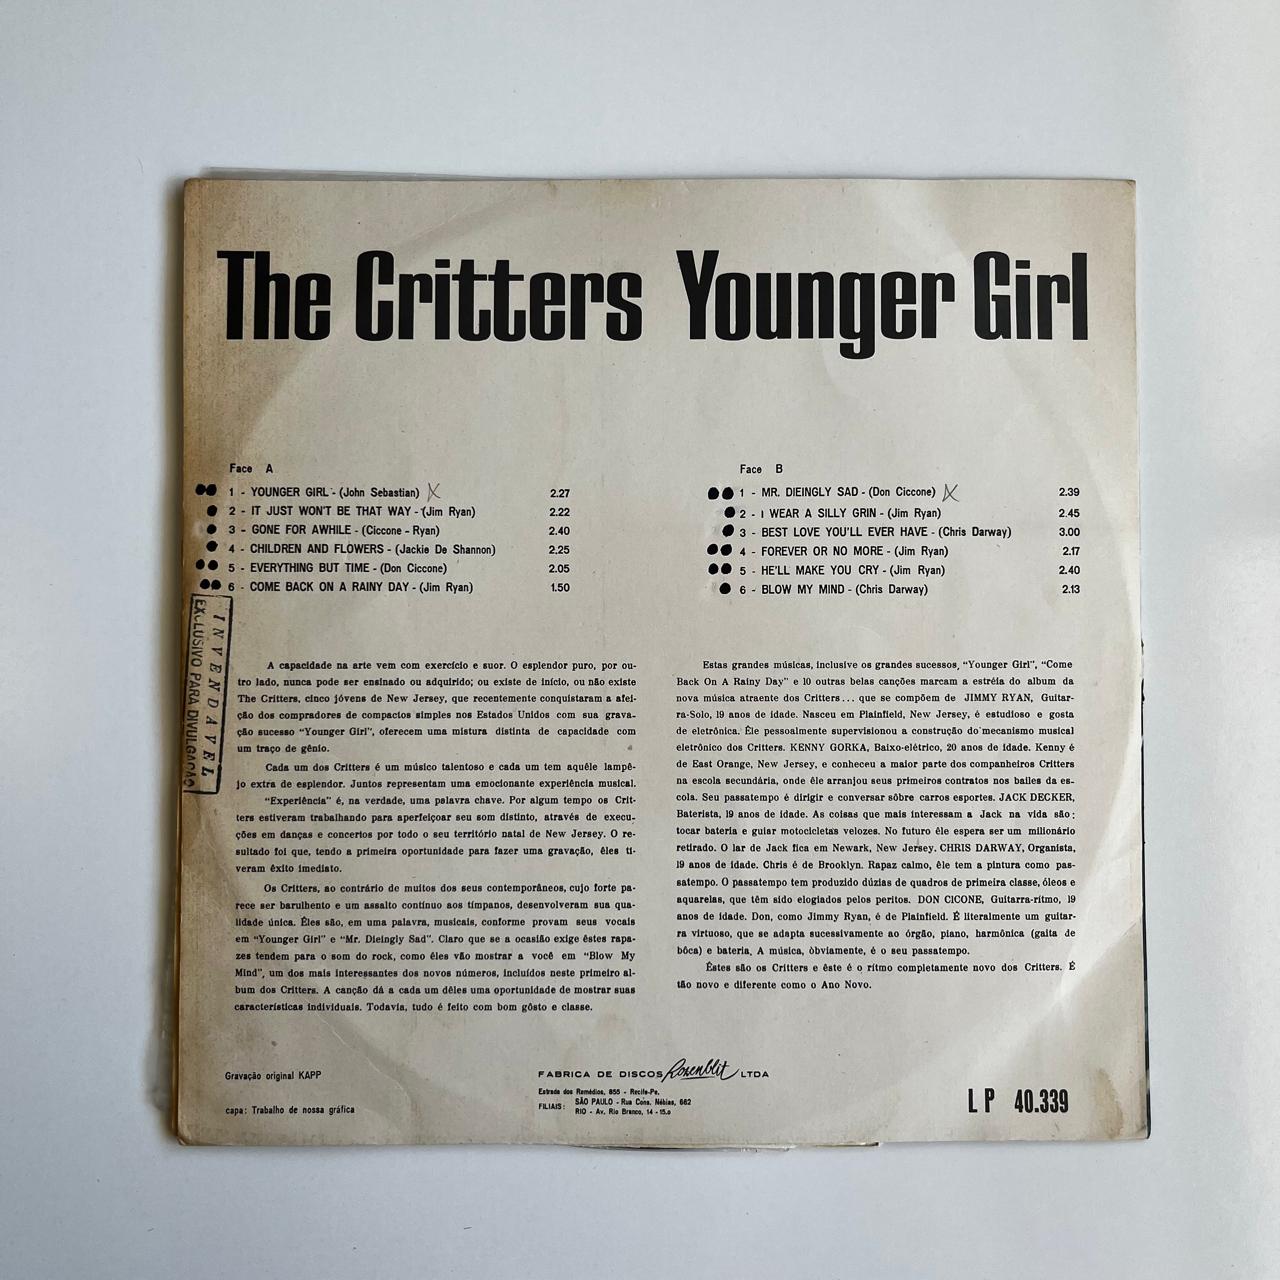 The Critters Younger Girl
Face A
1 - YOUNGER GIRL - (John Sebastian) 2.27
2 - IT JUST WON'T BE THAT WAY - (Jim Ryan) 2.22
3 - GONE FOR AWHILE - (Ciccone - Ryan) 2.40
4 - CHILDREN AND FLOWERS - (Jackie De Shannon) 2.25
5 - EVERYTHING BUT TIME - (Don Ciccone) 2.05
6 - COME BACK ON A RAINY DAY - (Jim Ryan) 1.50
Face B
1 - MR. DIEINGLY SAD - (Don Ciccone) 2.39
2 - I WEAR A SILLY GRIN - (Jim Ryan) 2.45
3 - BEST LOVE YOU'LL EVER HAVE - (Chris Darway) 3.00
4 - FOREVER OR NO MORE - (Jim Ryan) 2.17
5 - HE'LL MAKE YOU CRY - (Jim Ryan) 2.40
6 - BLOW MY MIND - (Chris Darway) 2.13
INVENDAVEL
EXCLUSIVO PARA DIVULGAÇÃO
A capacidade na arte vem com exercício e suor. O esplendor puro, por ou-
tro lado, nunca pode ser ensinado ou adquirido; ou existe de início, ou não existe
The Critters, cinco jóvens de New Jersey, que recentemente conquistaram a afei-
ção dos compradores de compactos simples nos Estados Unidos com sua grava-
ção sucesso "Younger Girl", oferecem uma mistura distinta de capacidade com
um traço de gênio.
Cada um dos Critters é um músico talentoso e cada um tem aquêle lampê-
jo extra de esplendor. Juntos representam uma emocionante experiência musical.
"Experiência" é, na verdade, uma palavra chave. Por algum tempo os Crit-
ters estiveram trabalhando para aperfeiçoar seu som distinto, através de execu-
ções em danças e concertos por todo o seu território natal de New Jersey. O re-
sultado foi que, tendo a primeira oportunidade para fazer uma gravação, êles ti-
veram êxito imediato.
Os Critters, ao contrário de muitos dos seus contemporâneos, cujo forte pa-
rece ser barulhento e um assalto contínuo aos tímpanos, desenvolveram sua qua-
lidade única. Êles são, em uma palavra, musicais, conforme provam seus vocais
em "Younger Girl" e "Mr. Dieingly Sad". Claro que se a ocasião exige êstes rapa-
zes tendem para o som do rock, como êles vão mostrar a você em "Blow My
Mind", um dos mais interessantes dos novos números, incluídos neste primeiro al-
bum dos Critters. A canção dá a cada um dêles uma oportunidade de mostrar suas
características individuais. Todavia, tudo é feito com bom gôsto e classe.
Estas grandes músicas, inclusive os grandes sucessos, "Younger Girl", "Come
Back On A Rainy Day" e 10 outras belas canções marcam a estréia do album da
nova música atraente dos Critters... que se compõem de JIMMY RYAN, Guitar-
ra-Solo, 19 anos de idade. Nasceu em Plainfield, New Jersey, é estudioso e gosta
de eletrônica. Êle pessoalmente supervisionou a construção do mecanismo musical
eletrônico dos Critters. KENNY GORKA, Baixo-elétrico, 20 anos de idade. Kenny é
de East Orange, New Jersey, e conheceu a maior parte dos companheiros Critters
na escola secundária, onde êle arranjou seus primeiros contratos nos bailes da es-
cola. Seu passatempo é dirigir e conversar sôbre carros esportes. JACK DECKER,
Baterista, 19 anos de idade. As coisas que mais interessam a Jack na vida são:
tocar bateria e guiar motocicletas velozes. No futuro êle espera ser um milionário
retirado. O lar de Jack fica em Newark, New Jersey. CHRIS DARWAY, Organista,
19 anos de idade. Chris é de Brooklyn. Rapaz calmo, êle tem a pintura como pas-
satempo. O passatempo tem produzido dúzias de quadros de primeira classe, óleos e
aquarelas, que têm sido elogiados pelos peritos. DON CICONE, Guitarra-ritmo, 19
anos de idade. Don, como Jimmy Ryan, é de Plainfield. É literalmente um guitar-
ra virtuoso, que se adapta sucessivamente ao órgão, piano, harmônica (gaita de
bôca) e bateria. A música, òbviamente, é o seu passatempo.
Êstes são os Critters e êste é o ritmo completamente novo dos Critters. É
tão novo e diferente como o Ano Novo.
Gravação original KAPP
capa: Trabalho de nossa gráfica
FABRICA DE DISCOS Rozenblit LTDA
Estrada dos Remédios, 855 - Recife-Pe.
FILIAIS: SÃO PAULO - Rua Cons. Nébias, 662
RIO - Av. Rio Branco, 14 - 15.o
LP 40.339